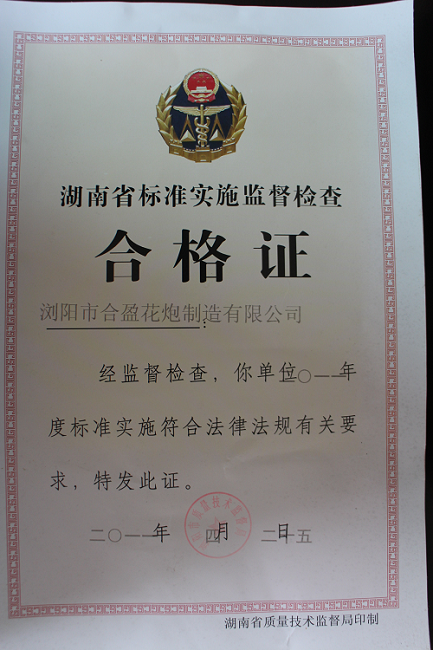 湖南省标准实施监督检查
合格证
浏阳市合盈花炮制造有限公司:
经监督检查，你单位二〇一一年
度标准实施符合法律法规有关要
求，特发此证。
二〇一一年 四月 二十五日
湖南省质量技术监督局印制